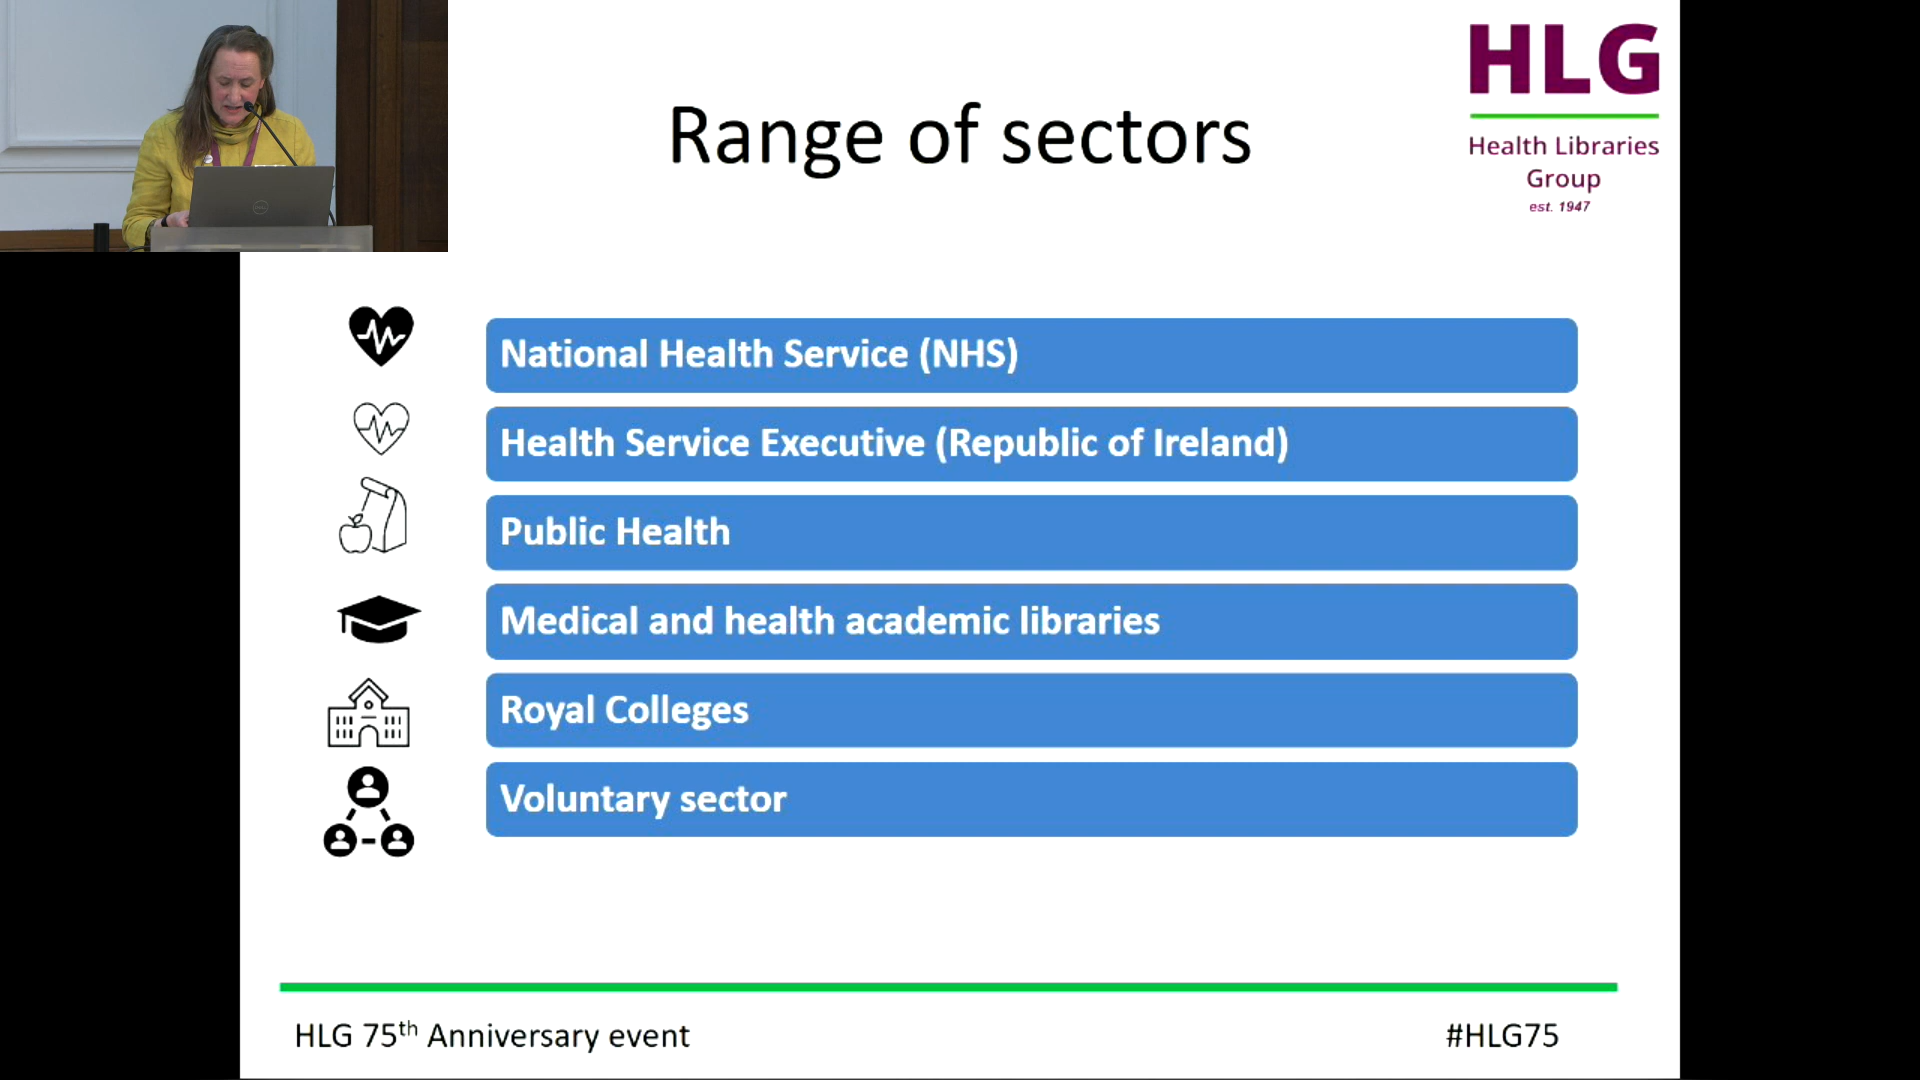 Range of sectors
HLG
Health Libraries
Group
est. 1947
National Health Service (NHS)
Health Service Executive (Republic of Ireland)
Public Health
Medical and health academic libraries
Royal Colleges
Voluntary sector
HLG 75th Anniversary event
#HLG75